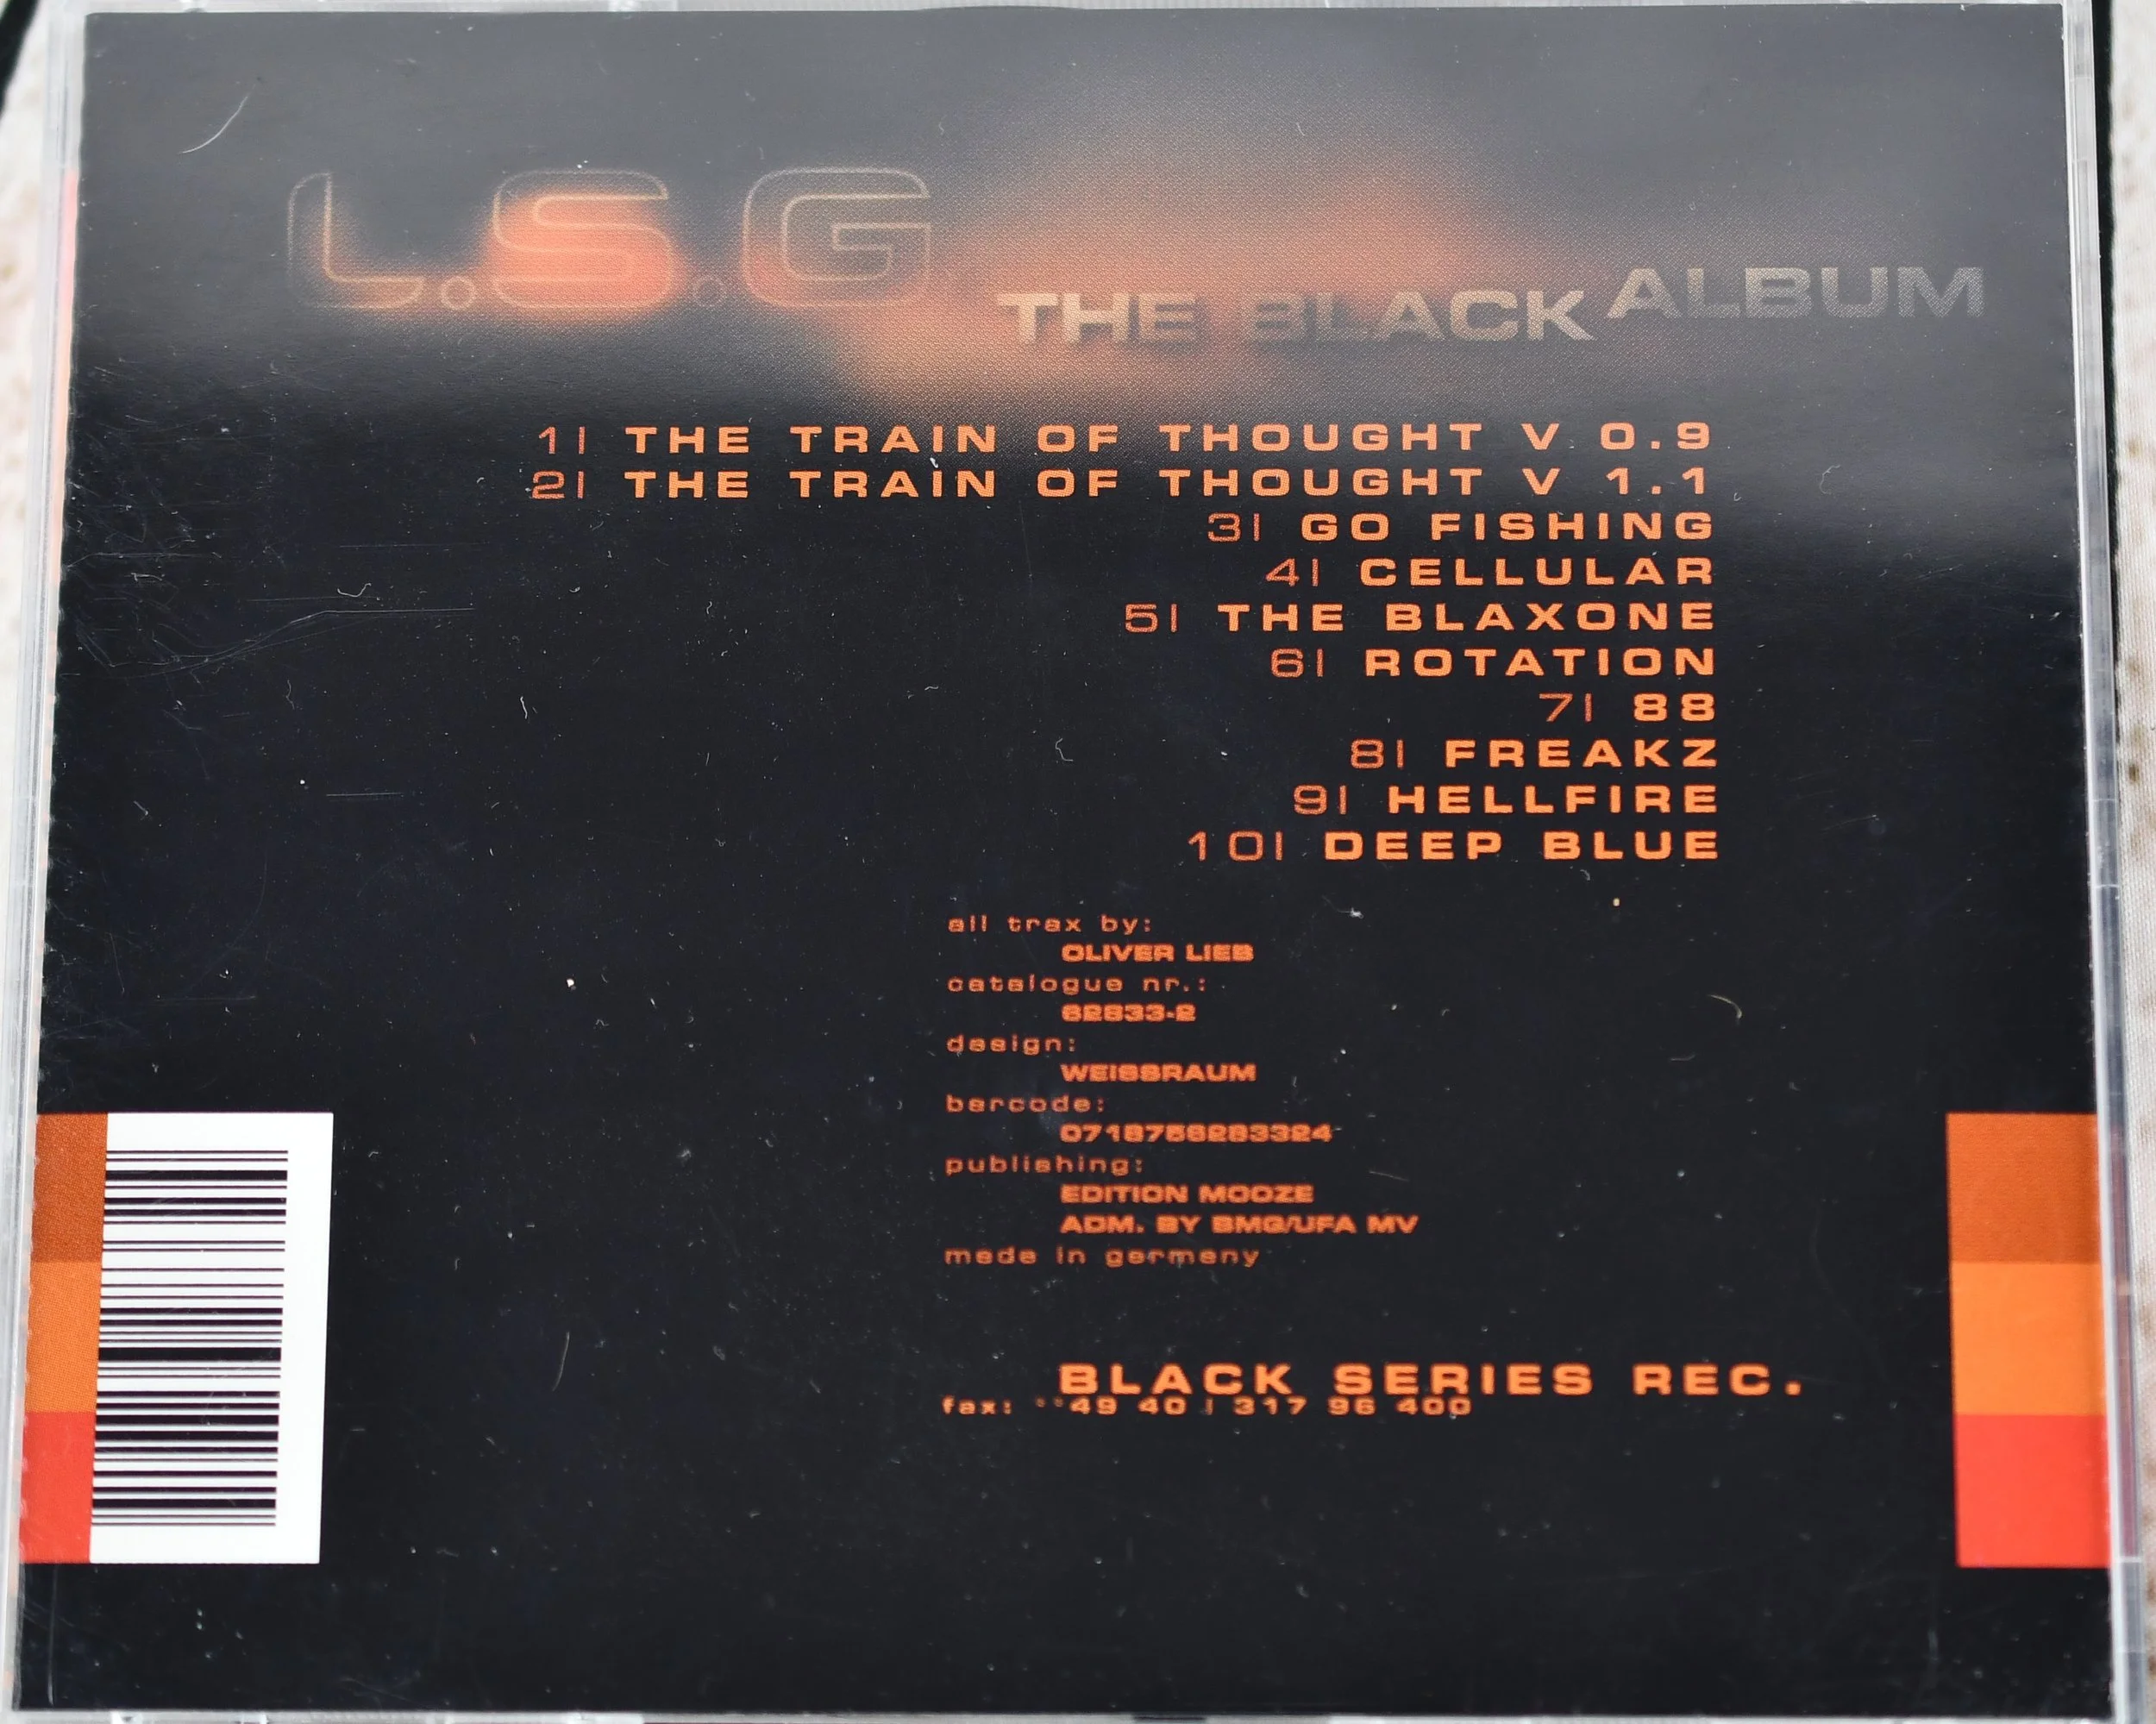 L.S.G THE BLACK ALBUM
1| THE TRAIN OF THOUGHT V 0.9
2| THE TRAIN OF THOUGHT V 1.1
3| GO FISHING
4| CELLULAR
5| THE BLAXONE
6| ROTATION
7| 88
8| FREAKZ
9| HELLFIRE
10| DEEP BLUE
all trax by:
OLIVER LIEB
catalogue nr.:
62833-2
design:
WEISSRAUM
barcode:
0718756283324
publishing:
EDITION MOOZE
ADM. BY BMG/UFA MV
made in germany
BLACK SERIES REC.
fax: **49 40 | 317 96 400